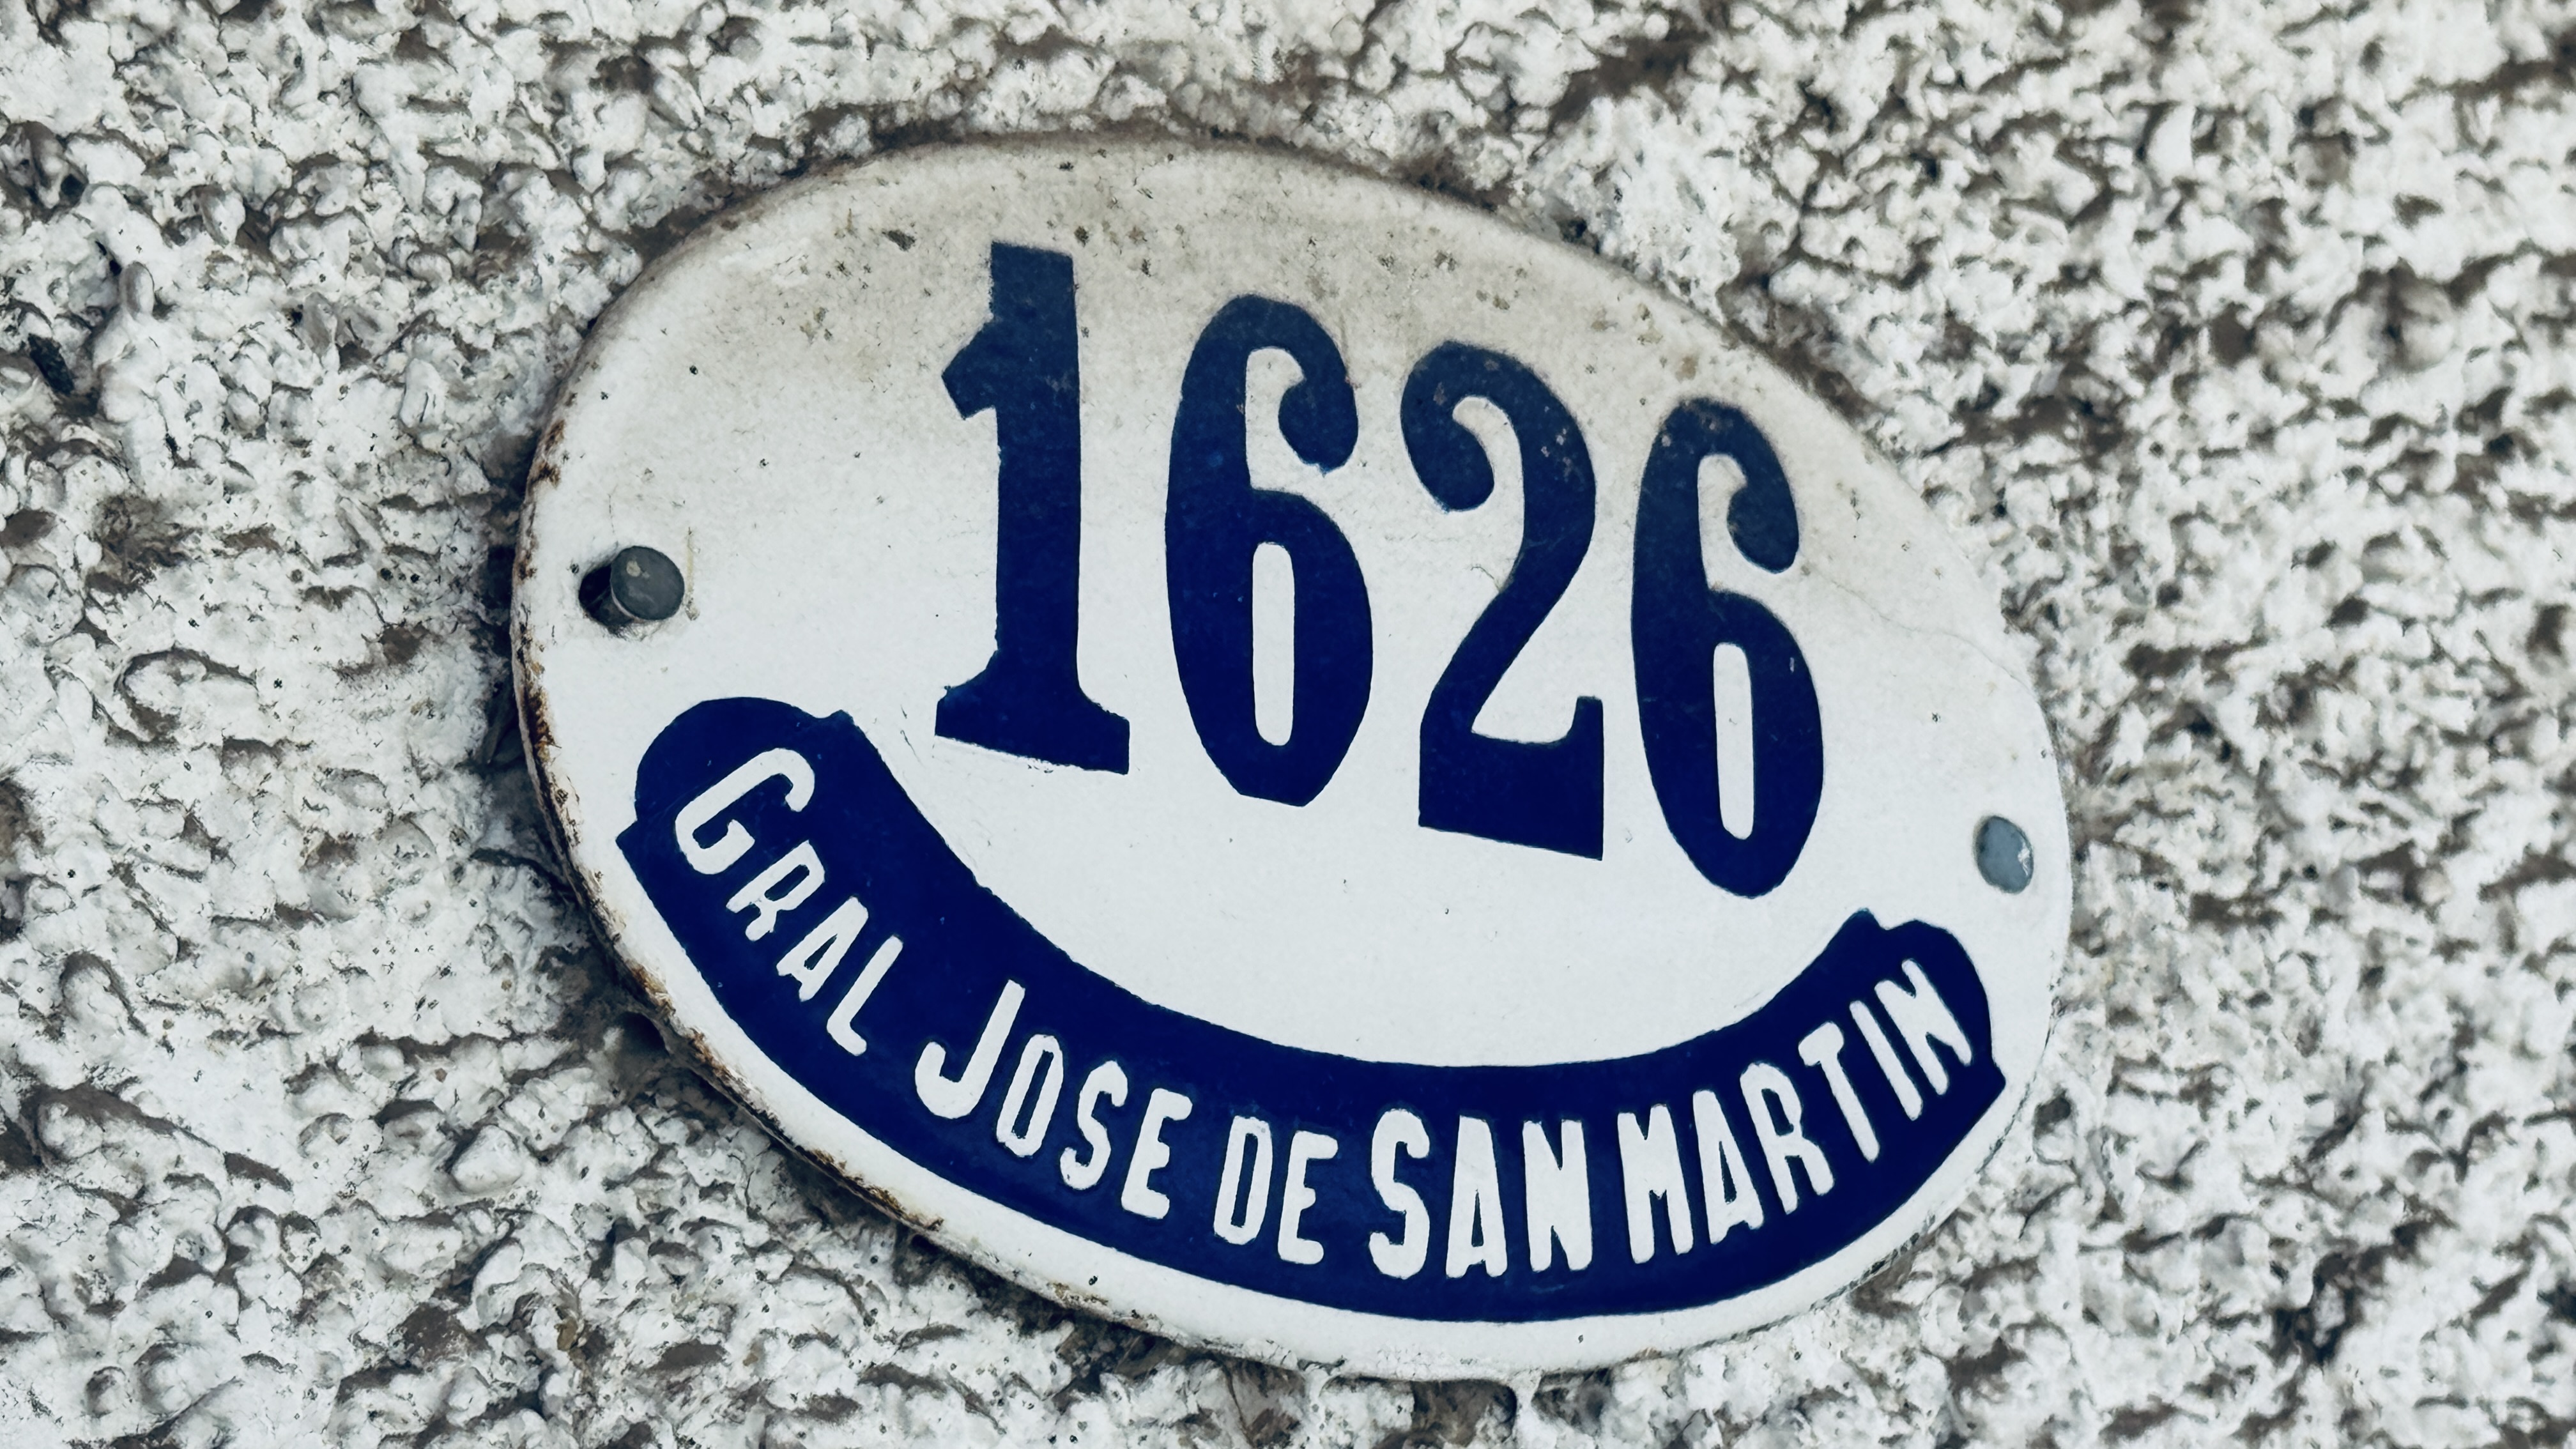 1626
GRAL JOSE DE SAN MARTIN